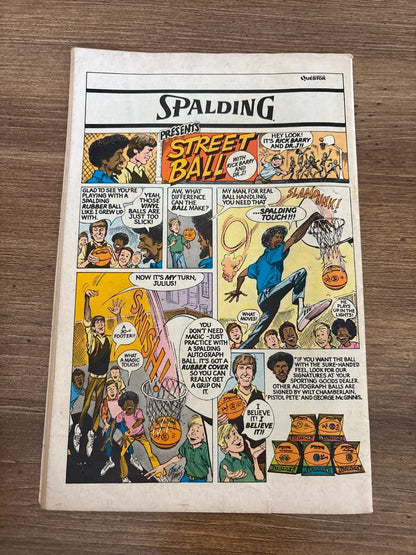 Questor
SPALDING
PRESENTS
STREET
BALL
WITH
RICK BARRY
AND
DR.J!!
HEY LOOK!
IT'S RICK BARRY
AND DR.J!!
GLAD TO SEE YOU'RE
PLAYING WITH A
SPALDING
RUBBER BALL
LIKE I GREW UP
WITH.
YEAH,
THOSE
VINYL
BALLS ARE
JUST TOO
SLICK!
AW, WHAT
DIFFERENCE
CAN THE
BALL MAKE?
MY MAN, FOR REAL
BALL HANDLING,
YOU NEED THAT
...SPALDING
TOUCH!!!
SLAM
DUNK!
WHAT
MOVES!
HE
PLAYS
UP IN THE
LIGHTS!
NOW IT'S MY TURN,
JULIUS!
A
30-
FOOTER!!
WHAT
A MAGIC
TOUCH!
SWISH!
YOU
DON'T NEED
MAGIC -JUST
PRACTICE WITH
A SPALDING
AUTOGRAPH
BALL. IT'S GOT A
RUBBER COVER
SO YOU CAN
REALLY GET
A GRIP ON
IT.
I
BELIEVE
IT! I
BELIEVE
IT!!
"IF YOU WANT THE BALL
WITH THE SURE-HANDED
FEEL, LOOK FOR OUR
SIGNATURES AT YOUR
SPORTING GOODS DEALER.
OTHER AUTOGRAPH BALLS ARE
SIGNED BY WILT CHAMBERLAIN,
'PISTOL PETE' AND GEORGE McGINNIS.